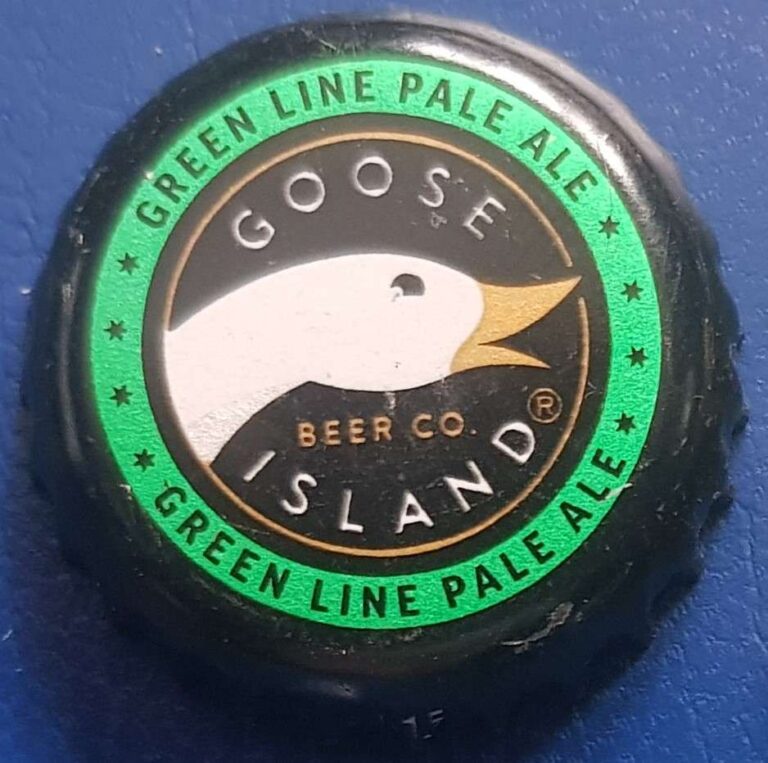 GREEN LINE PALE ALE
GOOSE
BEER CO.
ISLAND®
GREEN LINE PALE ALE